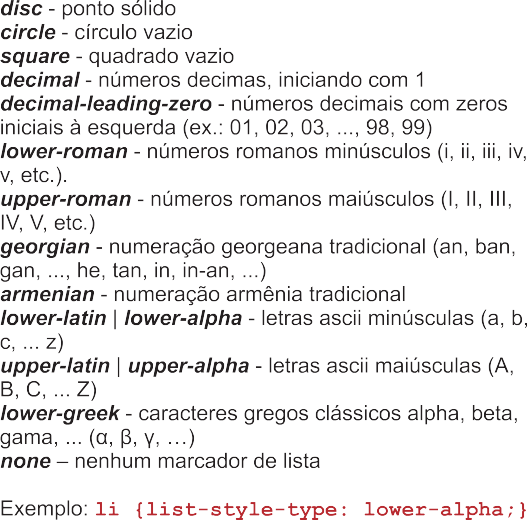 disc - ponto sólido
circle - círculo vazio
square - quadrado vazio
decimal - números decimas, iniciando com 1
decimal-leading-zero - números decimais com zeros
iniciais à esquerda (ex.: 01, 02, 03, ..., 98, 99)
lower-roman - números romanos minúsculos (i, ii, iii, iv,
v, etc.).
upper-roman - números romanos maiúsculos (I, II, III,
IV, V, etc.)
georgian - numeração georgeana tradicional (an, ban,
gan, ..., he, tan, in, in-an, ...)
armenian - numeração armênia tradicional
lower-latin | lower-alpha - letras ascii minúsculas (a, b,
c, ... z)
upper-latin | upper-alpha - letras ascii maiúsculas (A,
B, C, ... Z)
lower-greek - caracteres gregos clássicos alpha, beta,
gama, ... (α, β, γ, …)
none – nenhum marcador de lista
Exemplo: li {list-style-type: lower-alpha;}